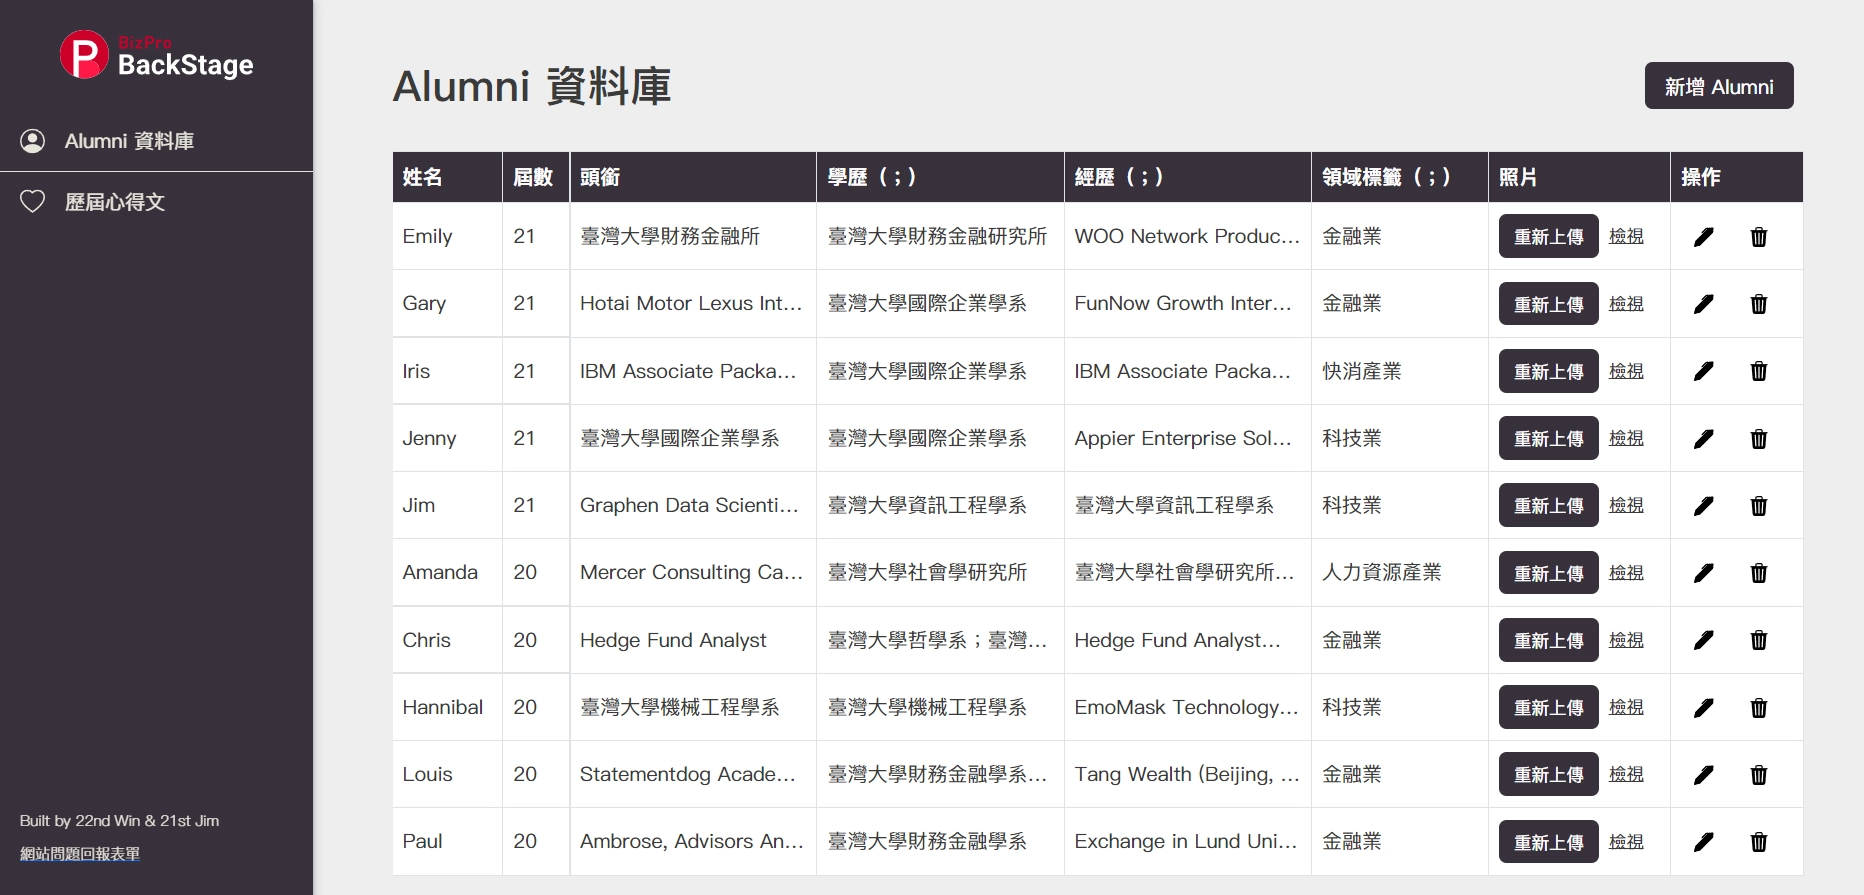 BizPro
BackStage
Alumni 資料庫
歷屆心得文
Built by 22nd Win & 21st Jim
網站問題回報表單
Alumni 資料庫
新增 Alumni
姓名 屆數 頭銜 學歷（；） 經歷（；） 領域標籤（；） 照片 操作
Emily 21 臺灣大學財務金融所 臺灣大學財務金融研究所 WOO Network Produc... 金融業 重新上傳 檢視
Gary 21 Hotai Motor Lexus Int... 臺灣大學國際企業學系 FunNow Growth Inter... 金融業 重新上傳 檢視
Iris 21 IBM Associate Packa... 臺灣大學國際企業學系 IBM Associate Packa... 快消產業 重新上傳 檢視
Jenny 21 臺灣大學國際企業學系 臺灣大學國際企業學系 Appier Enterprise Sol... 科技業 重新上傳 檢視
Jim 21 Graphen Data Scienti... 臺灣大學資訊工程學系 臺灣大學資訊工程學系 科技業 重新上傳 檢視
Amanda 20 Mercer Consulting Ca... 臺灣大學社會學研究所 臺灣大學社會學研究所... 人力資源產業 重新上傳 檢視
Chris 20 Hedge Fund Analyst 臺灣大學哲學系；臺灣... Hedge Fund Analyst... 金融業 重新上傳 檢視
Hannibal 20 臺灣大學機械工程學系 臺灣大學機械工程學系 EmoMask Technology... 科技業 重新上傳 檢視
Louis 20 Statementdog Acade... 臺灣大學財務金融學系... Tang Wealth (Beijing, ... 金融業 重新上傳 檢視
Paul 20 Ambrose, Advisors An... 臺灣大學財務金融學系 Exchange in Lund Uni... 金融業 重新上傳 檢視